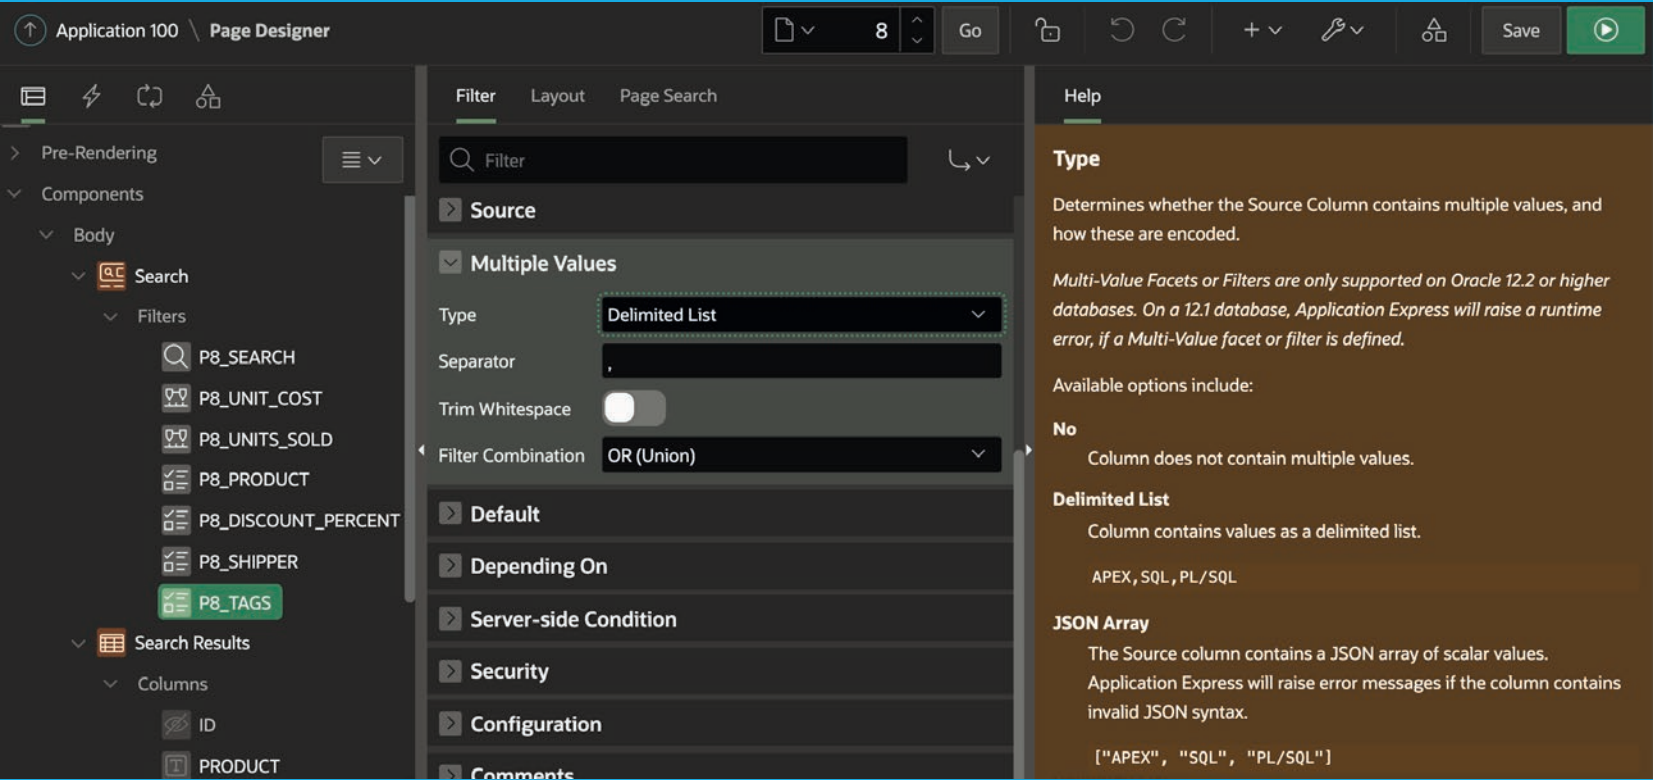 Application 100 \ Page Designer
8
Go
Save
Pre-Rendering
Components
Body
Search
Filters
P8_SEARCH
P8_UNIT_COST
P8_UNITS_SOLD
P8_PRODUCT
P8_DISCOUNT_PERCENT
P8_SHIPPER
P8_TAGS
Search Results
Columns
ID
PRODUCT
Filter Layout Page Search
Filter
Source
Multiple Values
Type Delimited List
Separator ,
Trim Whitespace
Filter Combination OR (Union)
Default
Depending On
Server-side Condition
Security
Configuration
Comments
Help
Type
Determines whether the Source Column contains multiple values, and
how these are encoded.
Multi-Value Facets or Filters are only supported on Oracle 12.2 or higher
databases. On a 12.1 database, Application Express will raise a runtime
error, if a Multi-Value facet or filter is defined.
Available options include:
No
Column does not contain multiple values.
Delimited List
Column contains values as a delimited list.
APEX,SQL,PL/SQL
JSON Array
The Source column contains a JSON array of scalar values.
Application Express will raise error messages if the column contains
invalid JSON syntax.
["APEX", "SQL", "PL/SQL"]